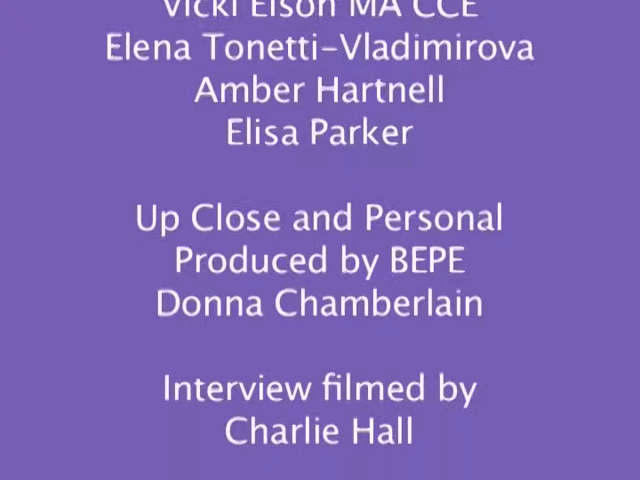 Vicki Elson MA CCE
Elena Tonetti-Vladimirova
Amber Hartnell
Elisa Parker
Up Close and Personal
Produced by BEPE
Donna Chamberlain
Interview filmed by
Charlie Hall